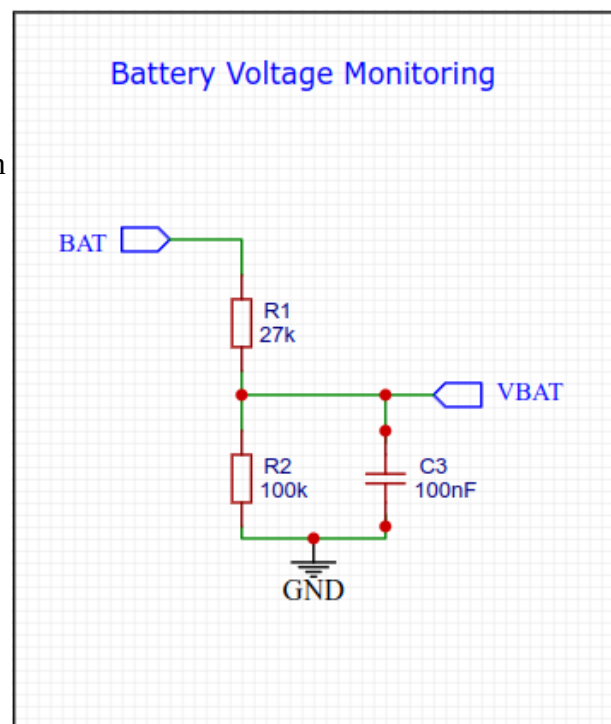 Battery Voltage Monitoring
n
BAT
R1
27k
VBAT
R2
100k
C3
100nF
GND